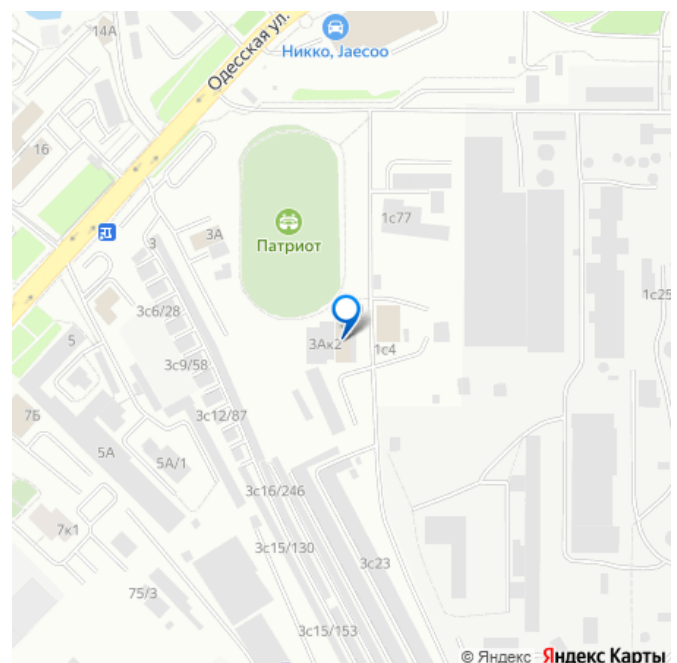 14А
Одесская ул.
Никко, Jaecoo
16
1с77
3А
3
Патриот
1с25
3с6/28
5
3Ак2
1с4
3с9/58
7Б
3с12/87
5А
5А/1
3с16/246
7к1
3с15/130
3с23
75/3
3с15/153
© Яндекс Яндекс Карты